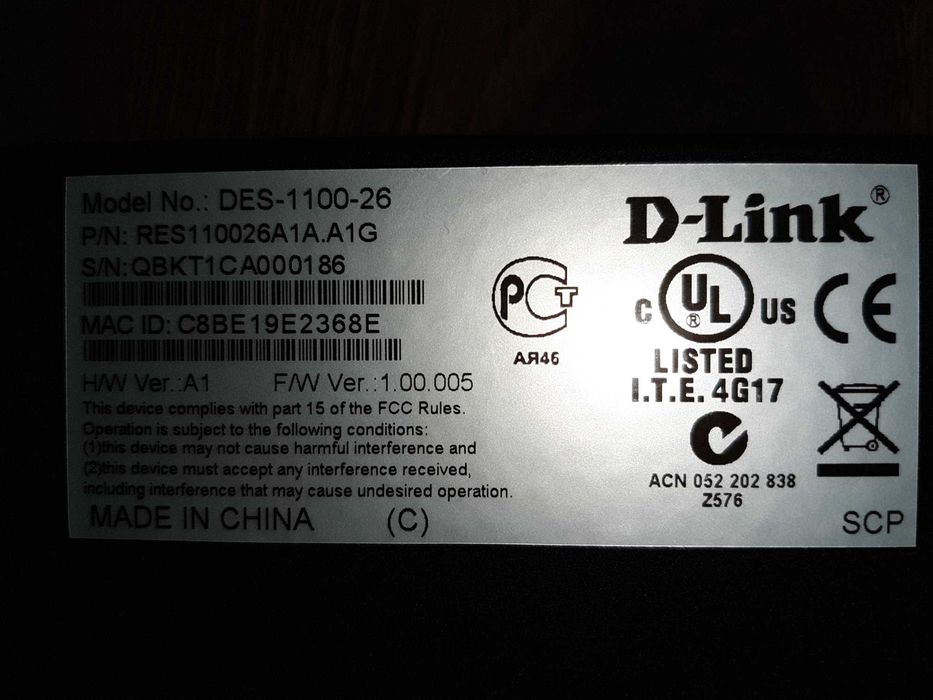 Model No.: DES-1100-26
P/N: RES110026A1A.A1G
S/N: QBKT1CA000186
MAC ID: C8BE19E2368E
H/W Ver.:A1 F/W Ver.:1.00.005
This device complies with part 15 of the FCC Rules.
Operation is subject to the following conditions:
(1)this device may not cause harmful interference and
(2)this device must accept any interference received,
including interference that may cause undesired operation.
MADE IN CHINA (C)
РСТ
АЯ46
D-Link®
C UL® US CE
LISTED
I.T.E. 4G17
ACN 052 202 838
Z576
SCP